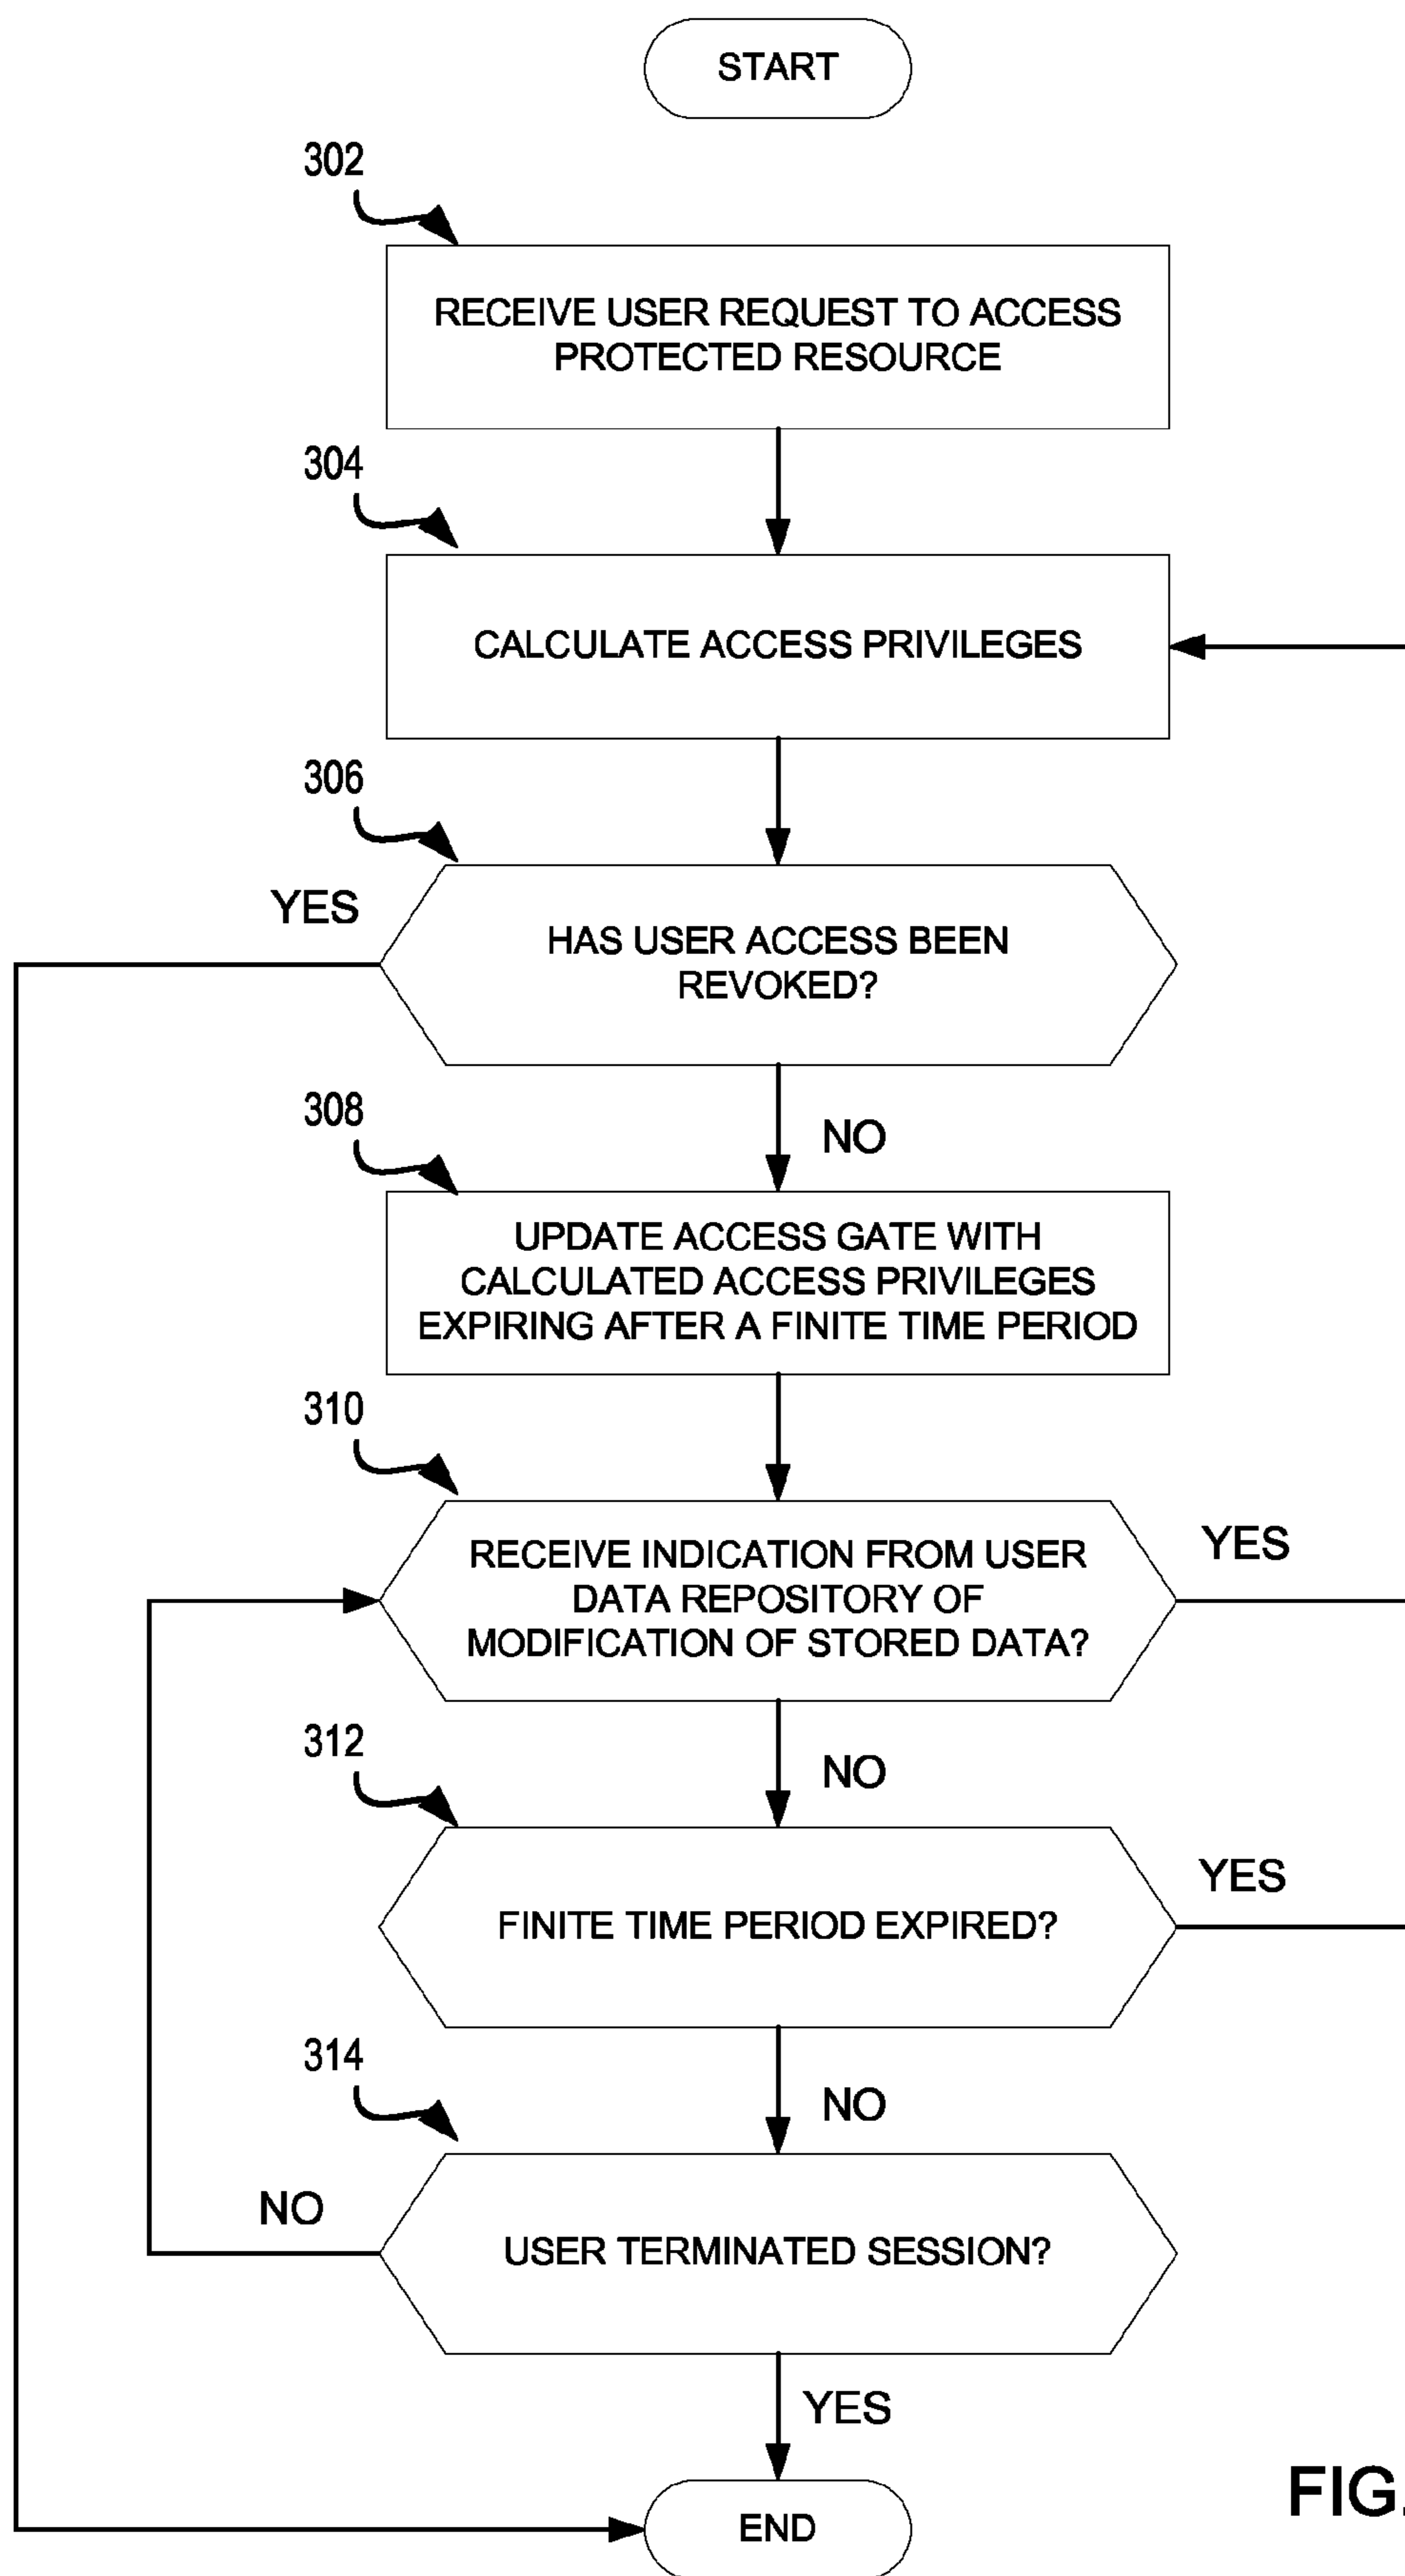 START
302
RECEIVE USER REQUEST TO ACCESS
PROTECTED RESOURCE
304
CALCULATE ACCESS PRIVILEGES
306
YES
HAS USER ACCESS BEEN
REVOKED?
NO
308
UPDATE ACCESS GATE WITH
CALCULATED ACCESS PRIVILEGES
EXPIRING AFTER A FINITE TIME PERIOD
310
RECEIVE INDICATION FROM USER
DATA REPOSITORY OF
MODIFICATION OF STORED DATA?
YES
NO
312
FINITE TIME PERIOD EXPIRED?
YES
NO
314
USER TERMINATED SESSION?
NO
YES
END
FIG.